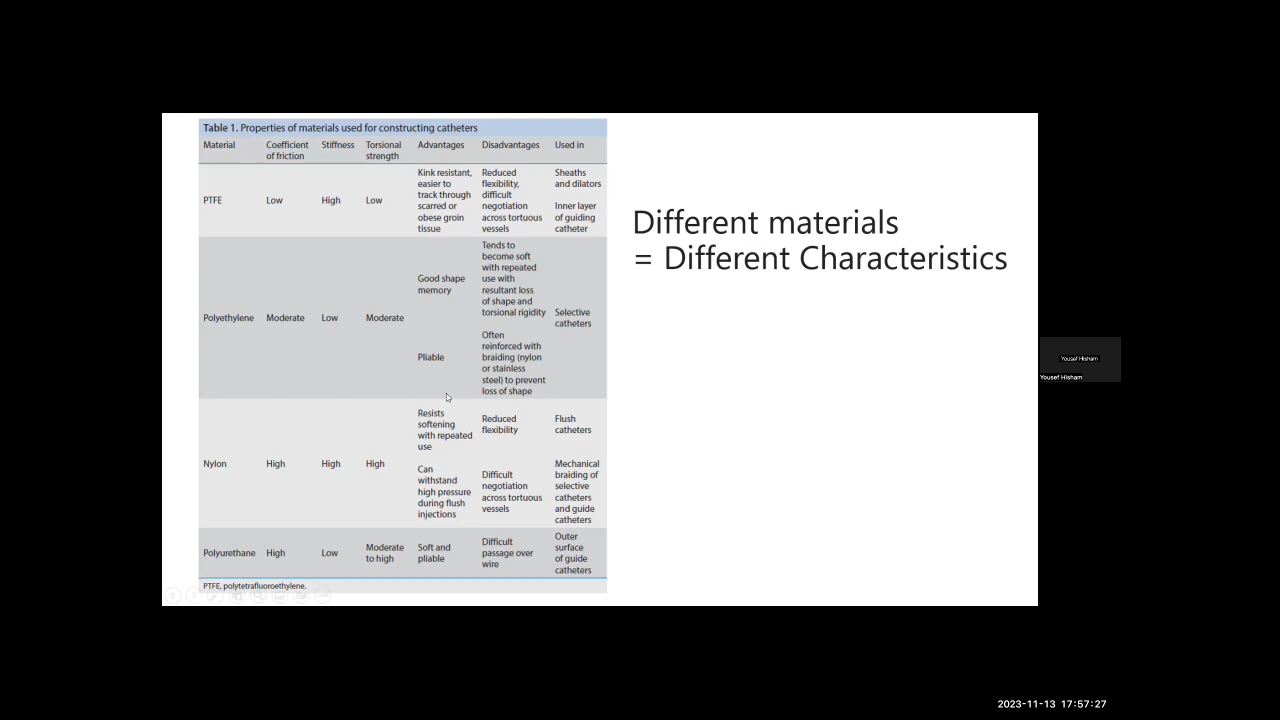 Table 1. Properties of materials used for constructing catheters
Material
Coefficient
of friction
Stiffness
Torsional
strength
Advantages
Disadvantages
Used in
PTFE
Low
High
Low
Kink resistant,
easier to
track through
scarred or
obese groin
tissue
Reduced
flexibility,
difficult
negotiation
across tortuous
vessels
Sheaths
and dilators
Inner layer
of guiding
catheter
Polyethylene
Moderate
Low
Moderate
Good shape
memory
Pliable
Tends to
become soft
with repeated
use with
resultant loss
of shape and
torsional rigidity
Often
reinforced with
braiding (nylon
or stainless
steel) to prevent
loss of shape
Selective
catheters
Nylon
High
High
High
Resists
softening
with repeated
use
Can
withstand
high pressure
during flush
injections
Reduced
flexibility
Difficult
negotiation
across tortuous
vessels
Flush
catheters
Mechanical
braiding of
selective
catheters
and guide
catheters
Polyurethane
High
Low
Moderate
to high
Soft and
pliable
Difficult
passage over
wire
Outer
surface
of guide
catheters
PTFE, polytetrafluoroethylene.
Different materials
= Different Characteristics
Yousef Hisham
Yousef Hisham
2023-11-13 17:57:27